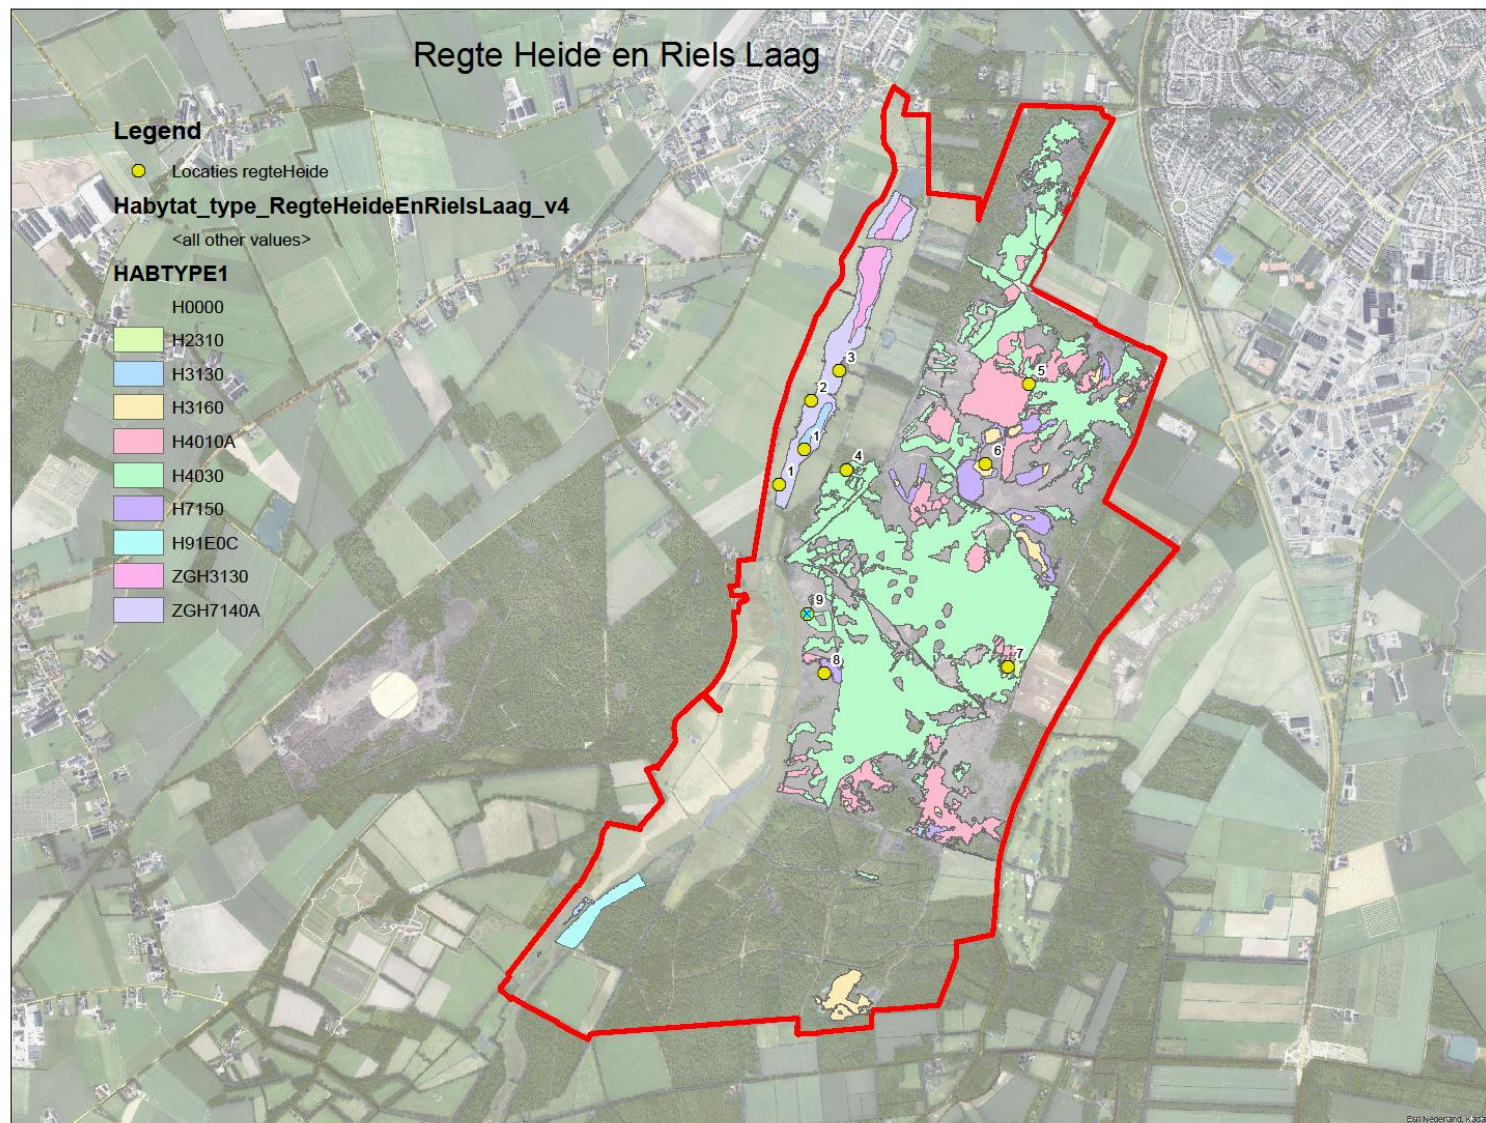 Regte Heide en Riels Laag
Legend
Locaties regteHeide
Habytat_type_RegteHeideEnRielsLaag_v4
<all other values>
HABTYPE1
H0000
H2310
H3130
H3160
H4010A
H4030
H7150
H91E0C
ZGH3130
ZGH7140A
3
5
2
1
4
6
1
9
7
8
Esri Nederland, Kadas